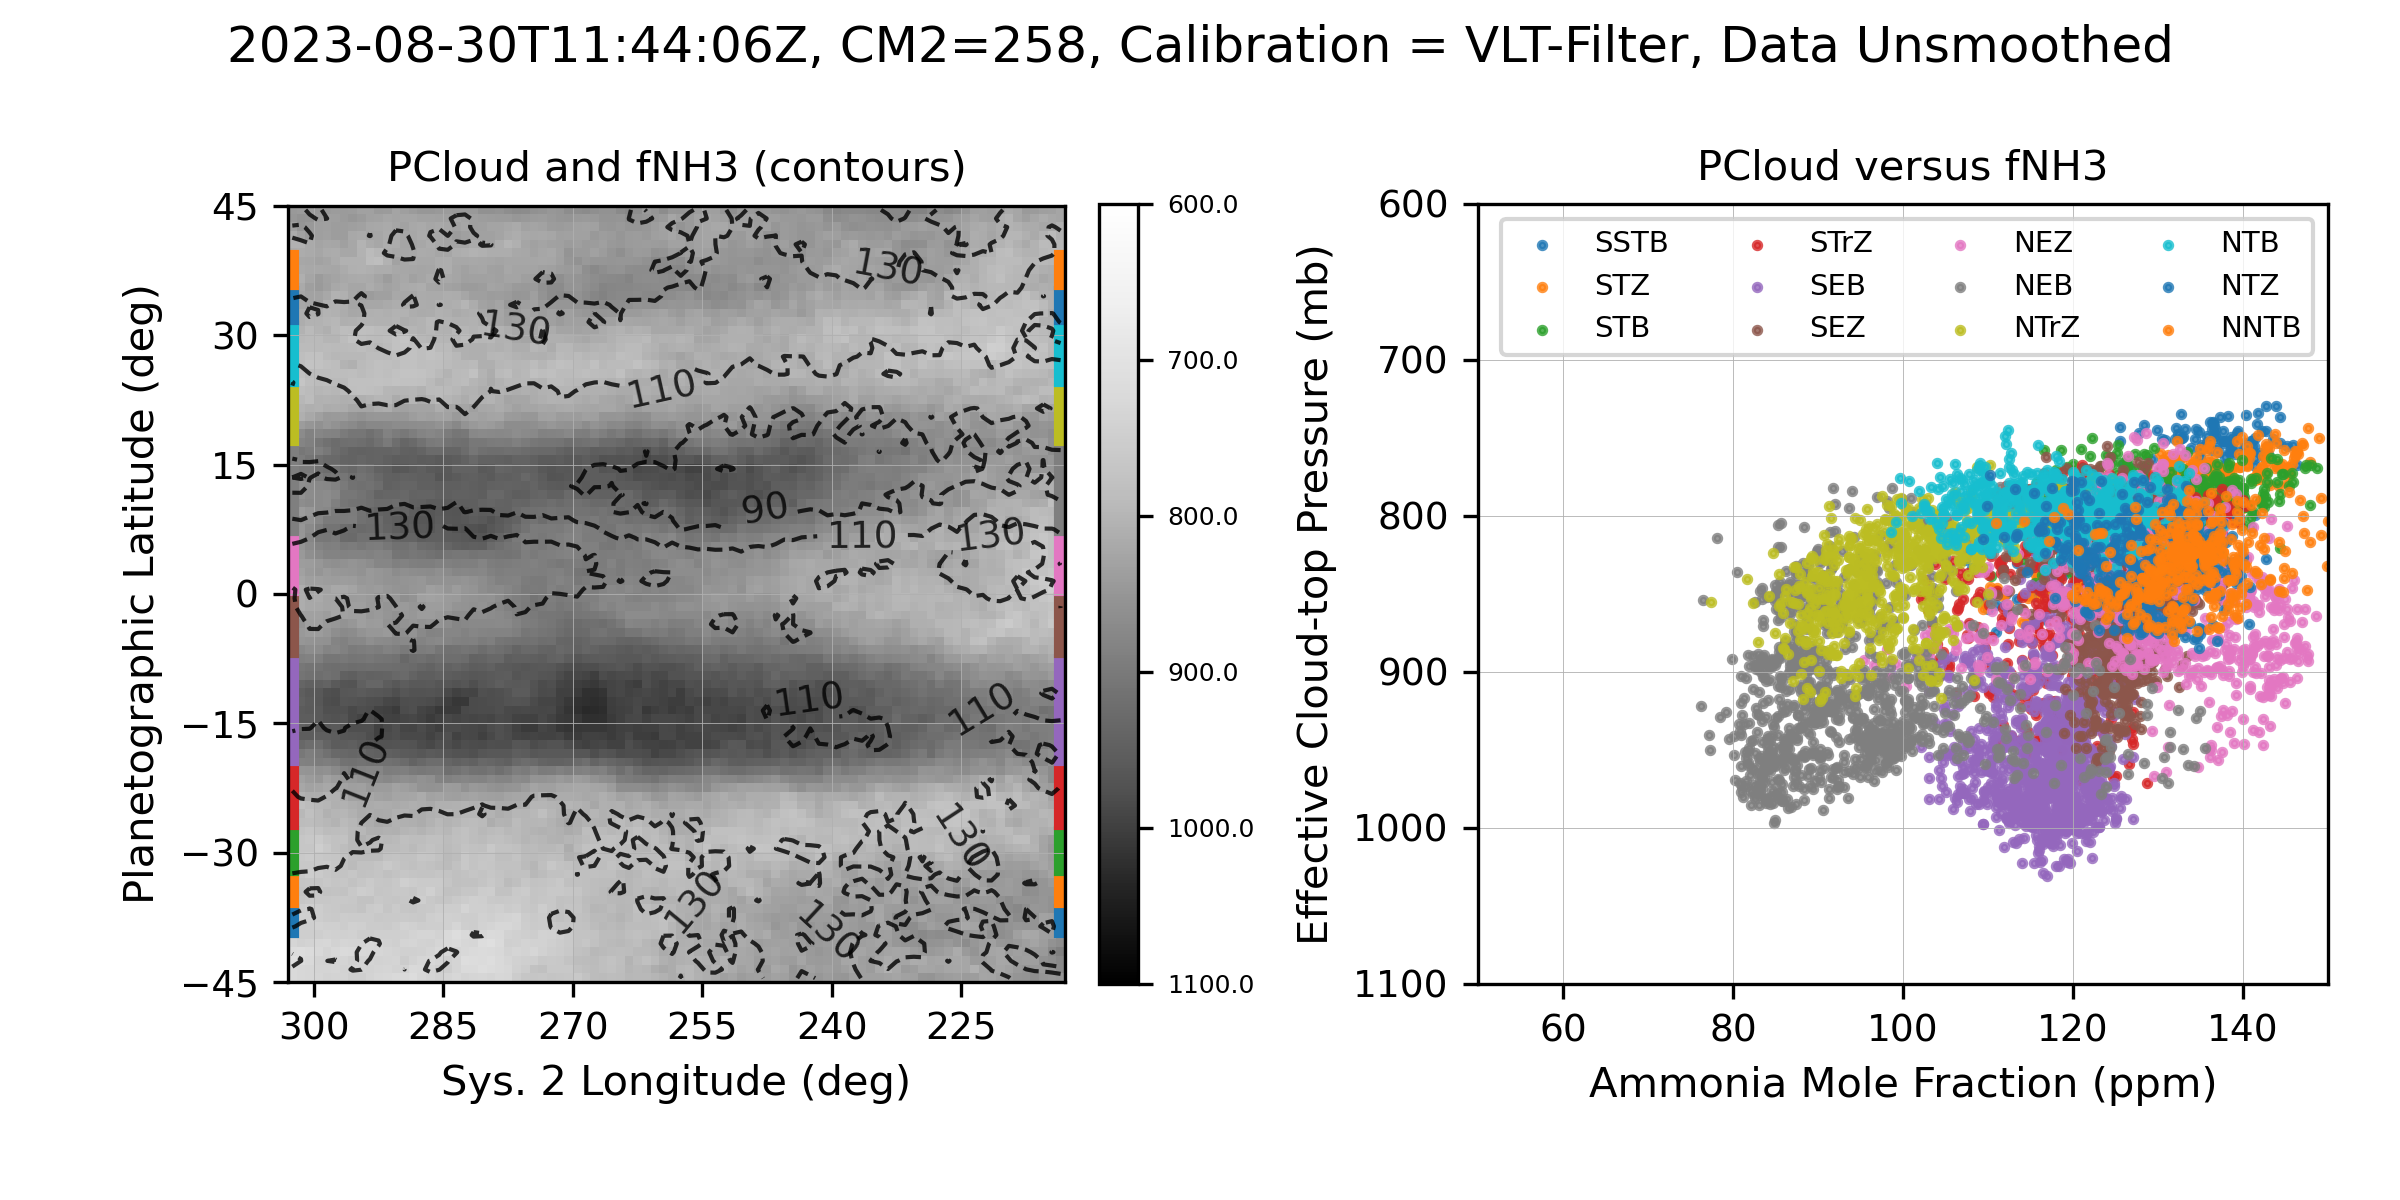 2023-08-30T11:44:06Z, CM2=258, Calibration = VLT-Filter, Data Unsmoothed
PCloud and fNH3 (contours)
Planetographic Latitude (deg)
45
30
15
0
−15
−30
−45
300
285
270
255
240
225
Sys. 2 Longitude (deg)
130
130
110
90
130
110
130
110
110
110
130
130
130
600.0
700.0
800.0
900.0
1000.0
1100.0
PCloud versus fNH3
Effective Cloud-top Pressure (mb)
600
700
800
900
1000
1100
SSTB
STZ
STB
STrZ
SEB
SEZ
NEZ
NEB
NTrZ
NTB
NTZ
NNTB
60
80
100
120
140
Ammonia Mole Fraction (ppm)